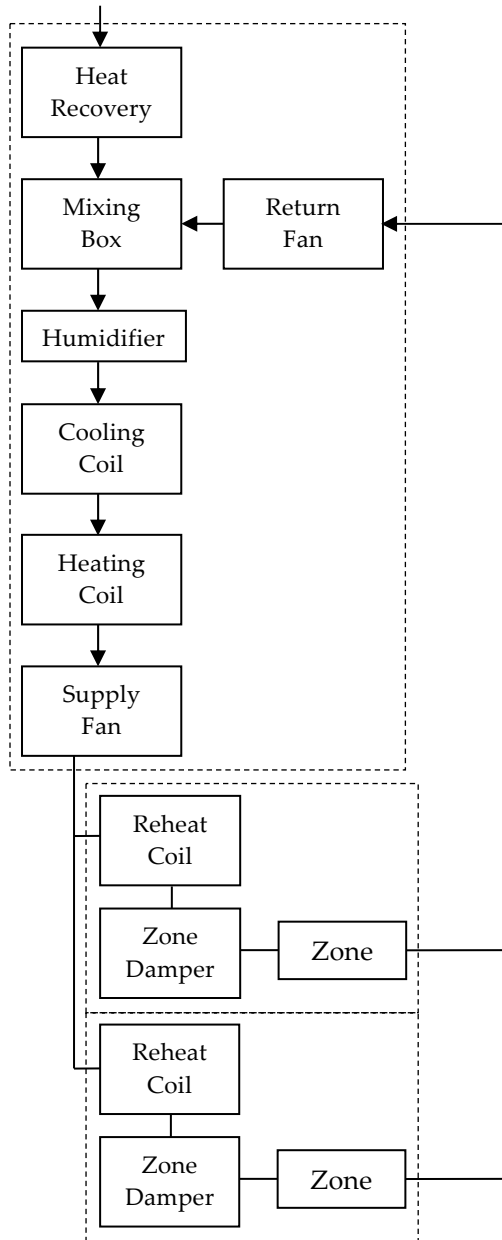 Heat
Recovery
Mixing
Box
Return
Fan
Humidifier
Cooling
Coil
Heating
Coil
Supply
Fan
Reheat
Coil
Zone
Damper
Zone
Reheat
Coil
Zone
Damper
Zone